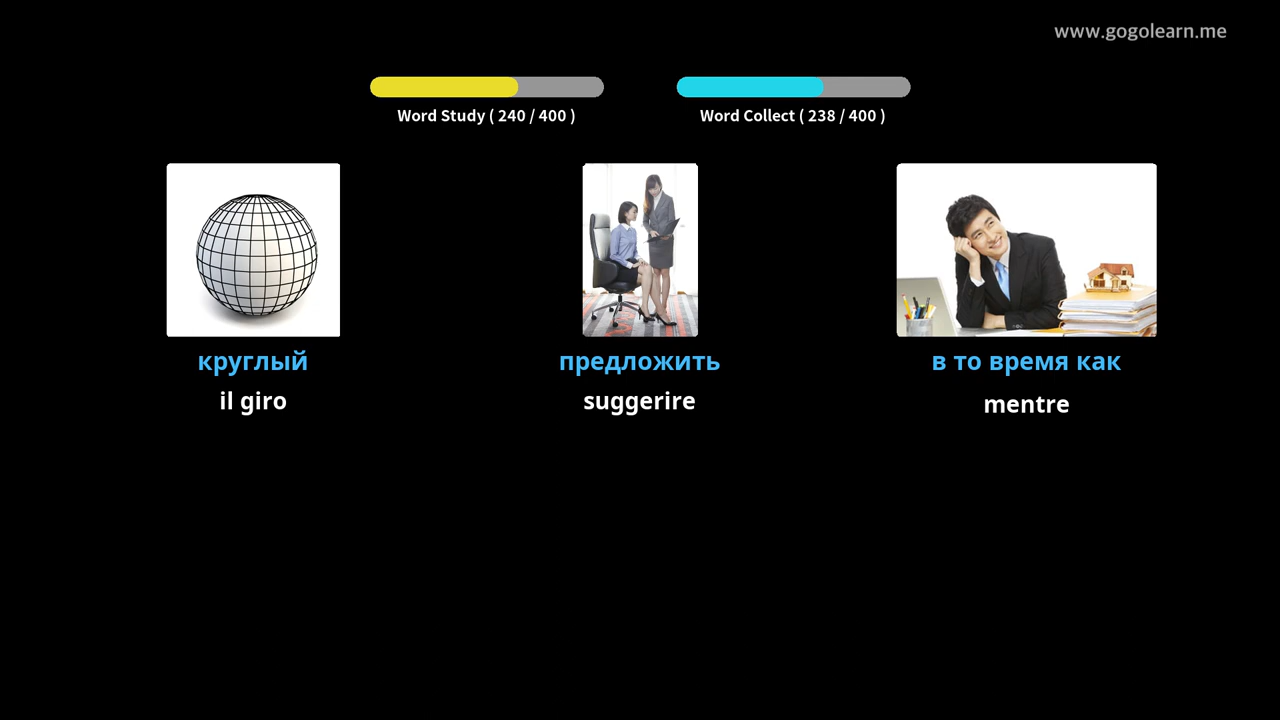 www.gogolearn.me
Word Study ( 240 / 400 )
Word Collect ( 238 / 400 )
круглый
il giro
предложить
suggerire
в то время как
mentre